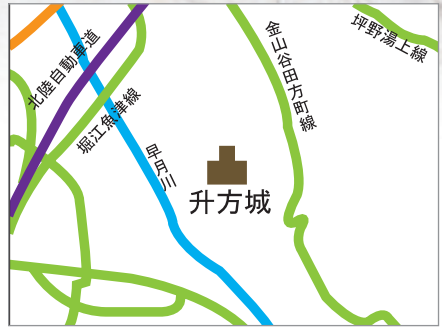 北陸自動車道
堀江魚津線
早月川
金山谷田方町線
坪野湯上線
升方城